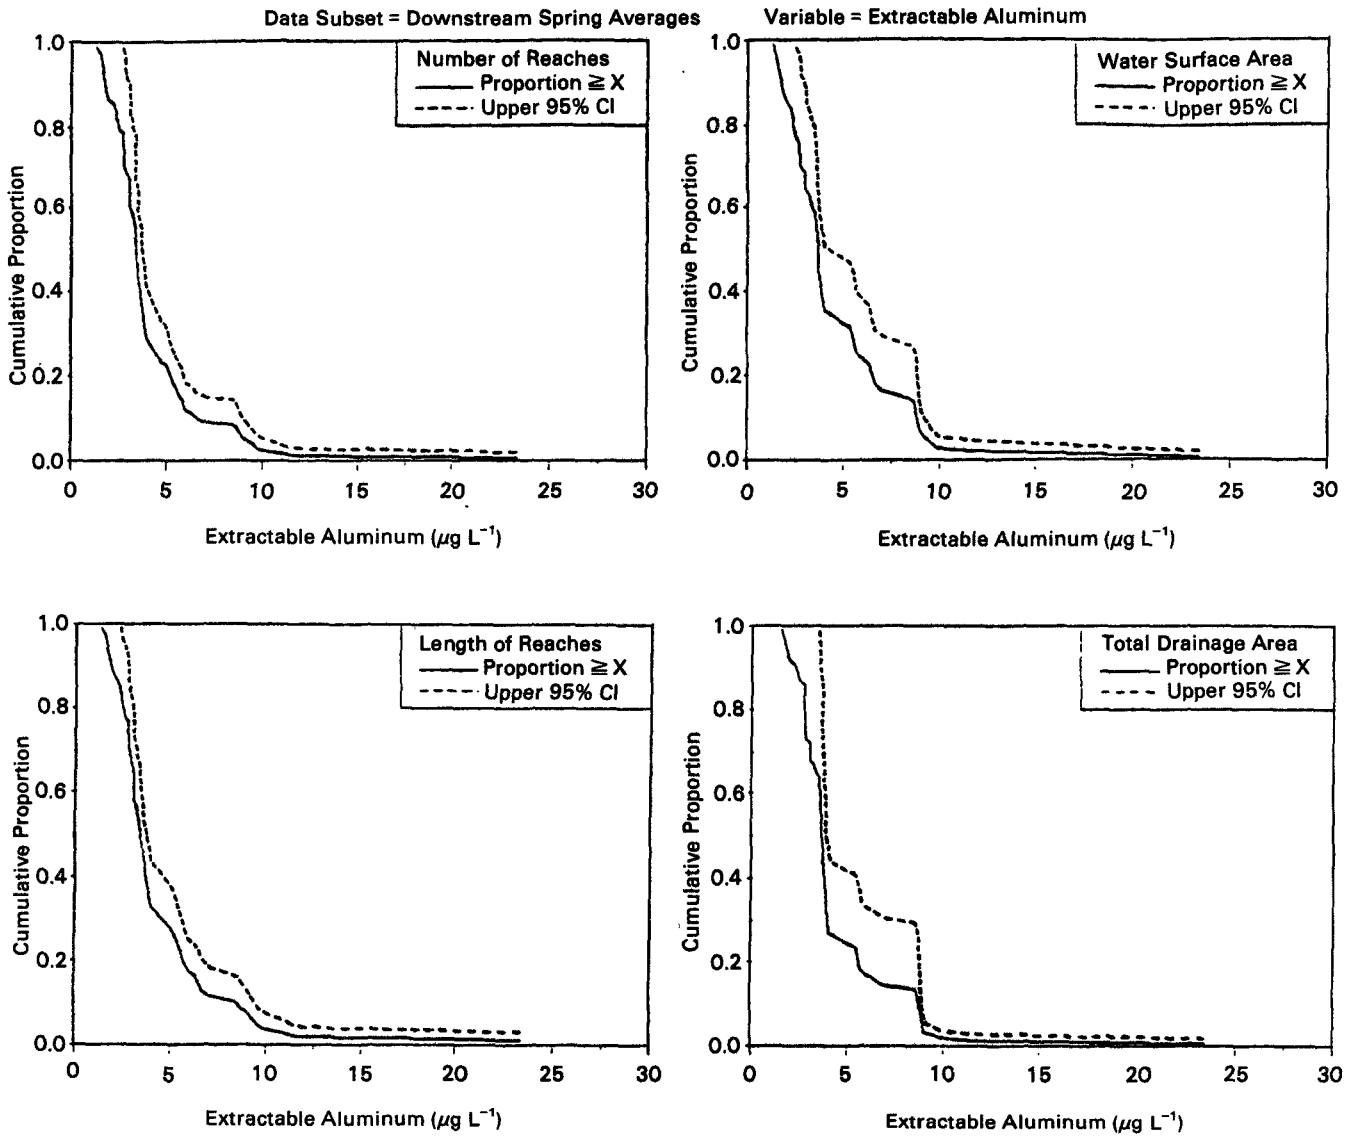 Data Subset = Downstream Spring Averages Variable = Extractable Aluminum
Number of Reaches
Proportion ≧ X
Upper 95% CI
Cumulative Proportion
1.0
0.8
0.6
0.4
0.2
0.0
0 5 10 15 20 25 30
Extractable Aluminum (μg L⁻¹)
Water Surface Area
Proportion ≧ X
Upper 95% CI
Cumulative Proportion
1.0
0.8
0.6
0.4
0.2
0.0
0 5 10 15 20 25 30
Extractable Aluminum (μg L⁻¹)
Length of Reaches
Proportion ≧ X
Upper 95% CI
Cumulative Proportion
1.0
0.8
0.6
0.4
0.2
0.0
0 5 10 15 20 25 30
Extractable Aluminum (μg L⁻¹)
Total Drainage Area
Proportion ≧ X
Upper 95% CI
Cumulative Proportion
1.0
0.8
0.6
0.4
0.2
0.0
0 5 10 15 20 25 30
Extractable Aluminum (μg L⁻¹)